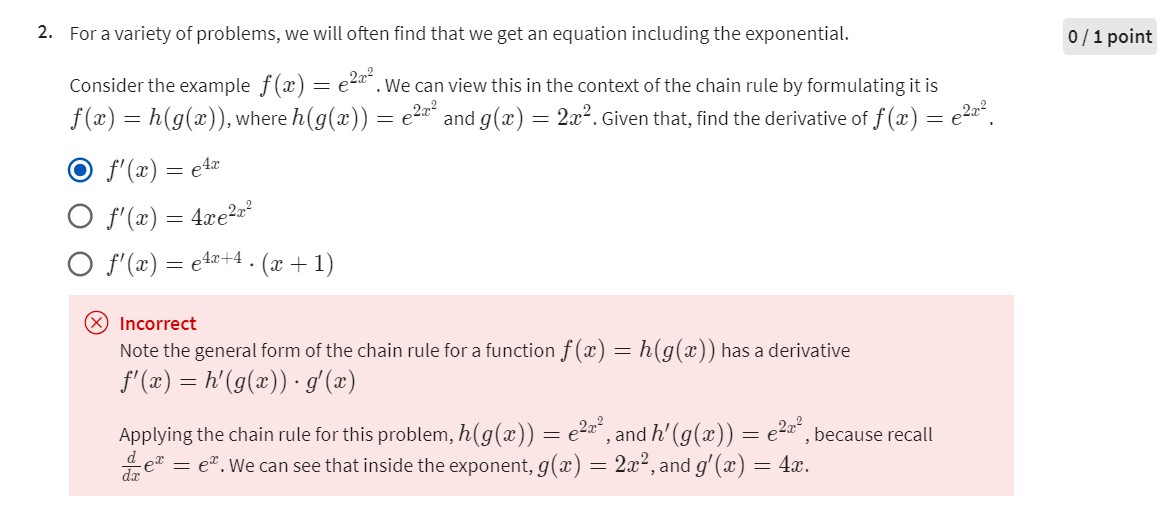 2. For a variety of problems, we will often find that we get an equation including the exponential.
0 / 1 point
Consider the example f(x) = e^{2x^2}. We can view this in the context of the chain rule by formulating it is
f(x) = h(g(x)), where h(g(x)) = e^{2x^2} and g(x) = 2x^2. Given that, find the derivative of f(x) = e^{2x^2}.
f′(x) = e^{4x}
f′(x) = 4xe^{2x^2}
f′(x) = e^{4x+4} · (x + 1)
Incorrect
Note the general form of the chain rule for a function f(x) = h(g(x)) has a derivative
f′(x) = h′(g(x)) · g′(x)
Applying the chain rule for this problem, h(g(x)) = e^{2x^2}, and h′(g(x)) = e^{2x^2}, because recall
\frac{d}{dx}e^x = e^x. We can see that inside the exponent, g(x) = 2x^2, and g′(x) = 4x.